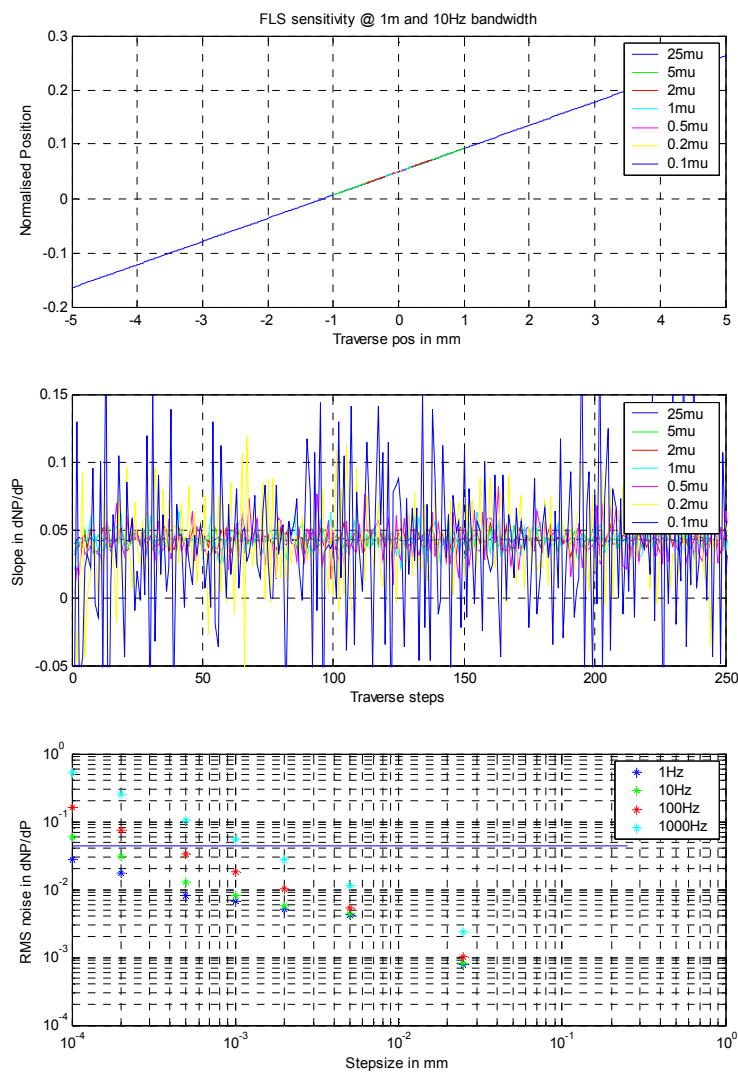 FLS sensitivity @ 1m and 10Hz bandwidth
0.3
0.2
0.1
0
-0.1
-0.2
Normalised Position
25mu
5mu
2mu
1mu
0.5mu
0.2mu
0.1mu
-5 -4 -3 -2 -1 0 1 2 3 4 5
Traverse pos in mm
0.15
0.1
0.05
0
-0.05
Slope in dNP/dP
25mu
5mu
2mu
1mu
0.5mu
0.2mu
0.1mu
0 50 100 150 200 250
Traverse steps
10^0
10^-1
10^-2
10^-3
10^-4
RMS noise in dNP/dP
1Hz
10Hz
100Hz
1000Hz
10^-4 10^-3 10^-2 10^-1 10^0
Stepsize in mm